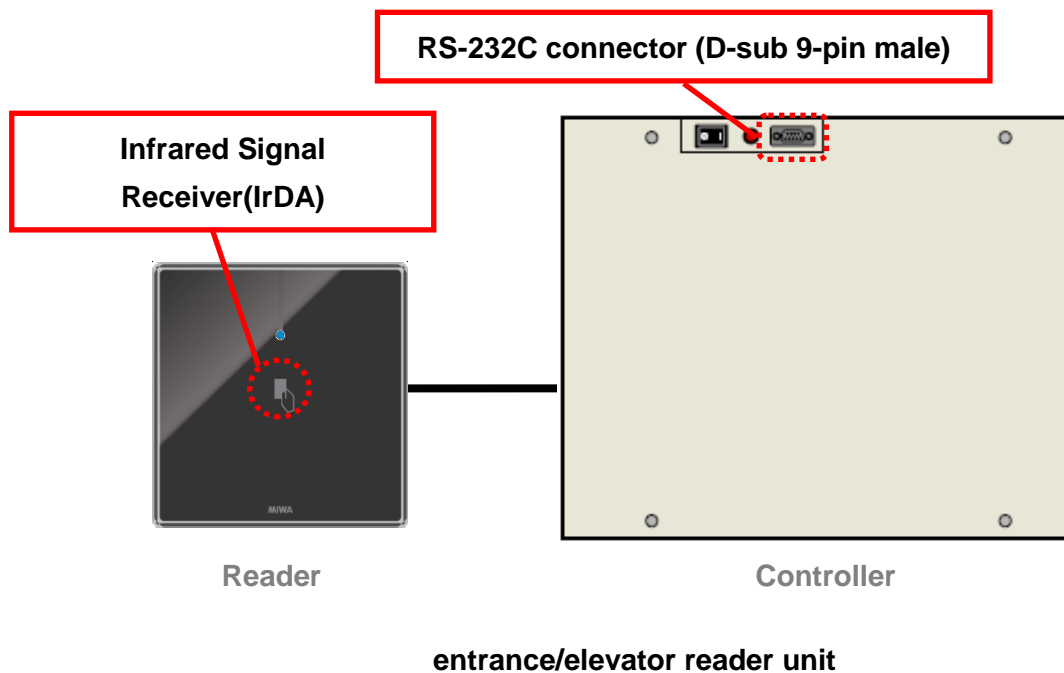 RS-232C connector (D-sub 9-pin male)
Infrared Signal
Receiver(IrDA)
MIWA
Reader
Controller
entrance/elevator reader unit